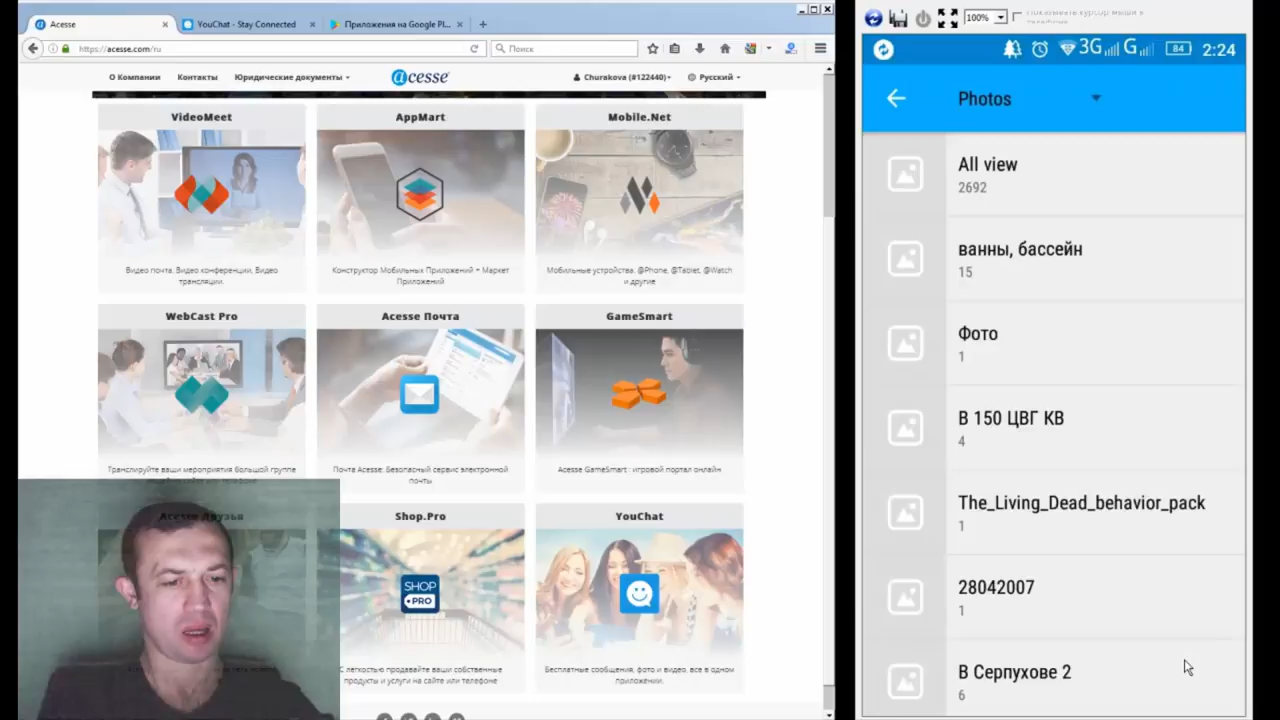 Acesse
YouChat - Stay Connected
Приложения на Google Pl...
https://acesse.com/ru
Поиск
О Компании
Контакты
Юридические документы
acesse
Churakova (#122440)
Русский
VideoMeet
AppMart
Mobile.Net
Видео почта. Видео конференции. Видео
трансляции.
Конструктор Мобильных Приложений + Маркет
Приложений
Мобильные устройства. @Phone, @Tablet, @Watch
и другие
WebCast Pro
Acesse Почта
GameSmart
Транслируйте ваши мероприятия большой группе
Почта Acesse: Безопасный сервис электронной
почты
Acesse GameSmart : игровой портал онлайн
Acesse Друзья
Shop.Pro
YouChat
SHOP
PRO
С легкостью продавайте ваши собственные
продукты и услуги на сайте или телефоне
Бесплатные сообщения, фото и видео, все в одном
приложении.
100%
3G
G
84
2:24
Photos
All view
2692
ванны, бассейн
15
Фото
1
В 150 ЦВГ КВ
4
The_Living_Dead_behavior_pack
1
28042007
1
В Серпухове 2
6